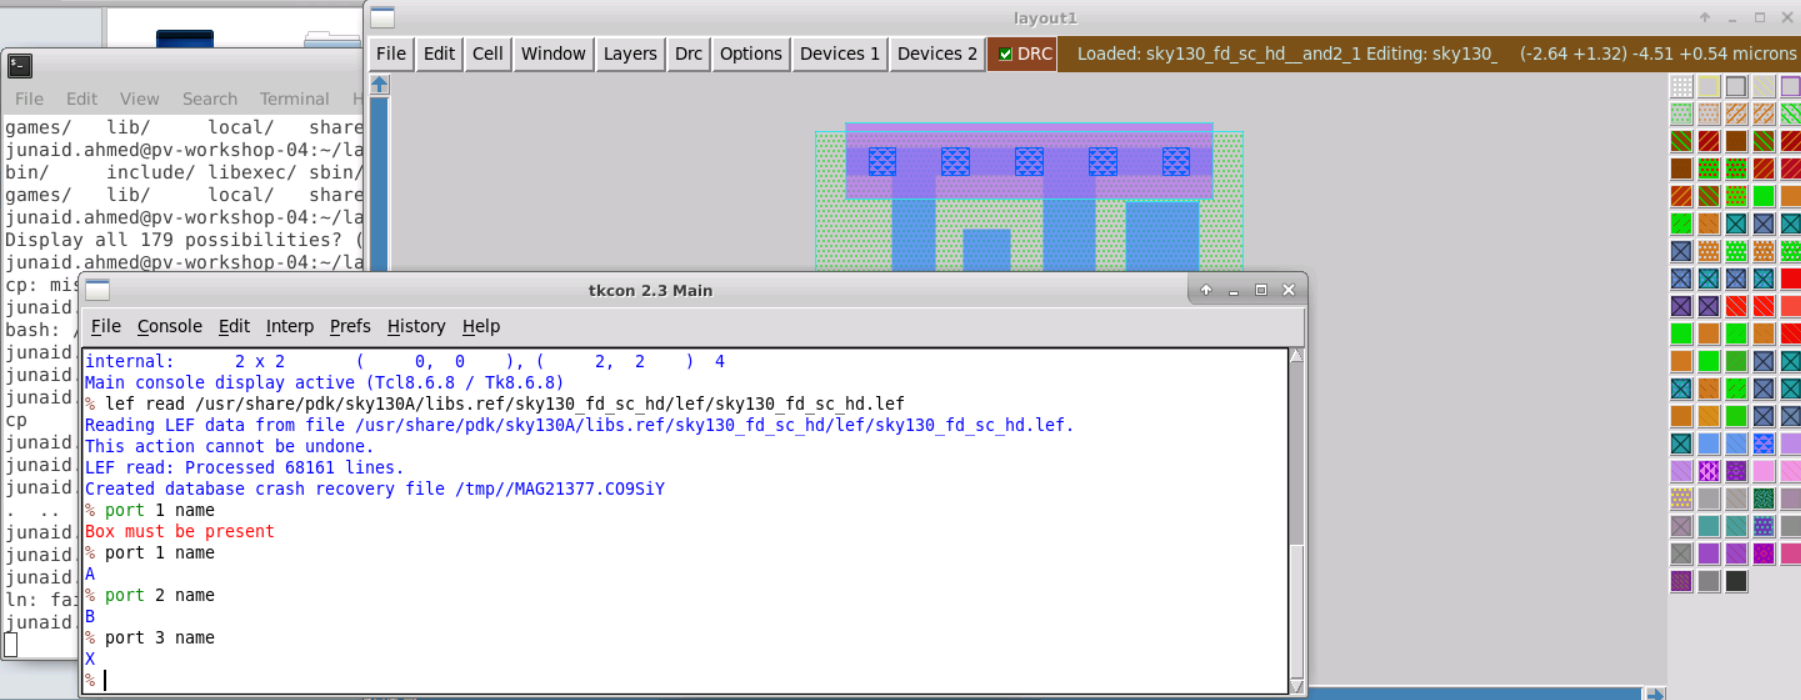 layout1
File Edit Cell Window Layers Drc Options Devices 1 Devices 2 DRC Loaded: sky130_fd_sc_hd__and2_1 Editing: sky130_ (-2.64 +1.32) -4.51 +0.54 microns
File Edit View Search Terminal H
games/ lib/ local/ share
junaid.ahmed@pv-workshop-04:~/la
bin/ include/ libexec/ sbin/
games/ lib/ local/ share
junaid.ahmed@pv-workshop-04:~/la
Display all 179 possibilities? (
junaid.ahmed@pv-workshop-04:~/la
cp: mis
junaid
bash: /
junaid.
junaid.
junaid.
cp
junaid.
junaid.
junaid.
. ..
junaid.
junaid.
junaid.
ln: fai
junaid.
tkcon 2.3 Main
File Console Edit Interp Prefs History Help
internal: 2 x 2 ( 0, 0 ), ( 2, 2 ) 4
Main console display active (Tcl8.6.8 / Tk8.6.8)
% lef read /usr/share/pdk/sky130A/libs.ref/sky130_fd_sc_hd/lef/sky130_fd_sc_hd.lef
Reading LEF data from file /usr/share/pdk/sky130A/libs.ref/sky130_fd_sc_hd/lef/sky130_fd_sc_hd.lef.
This action cannot be undone.
LEF read: Processed 68161 lines.
Created database crash recovery file /tmp//MAG21377.CO9SiY
% port 1 name
Box must be present
% port 1 name
A
% port 2 name
B
% port 3 name
X
%